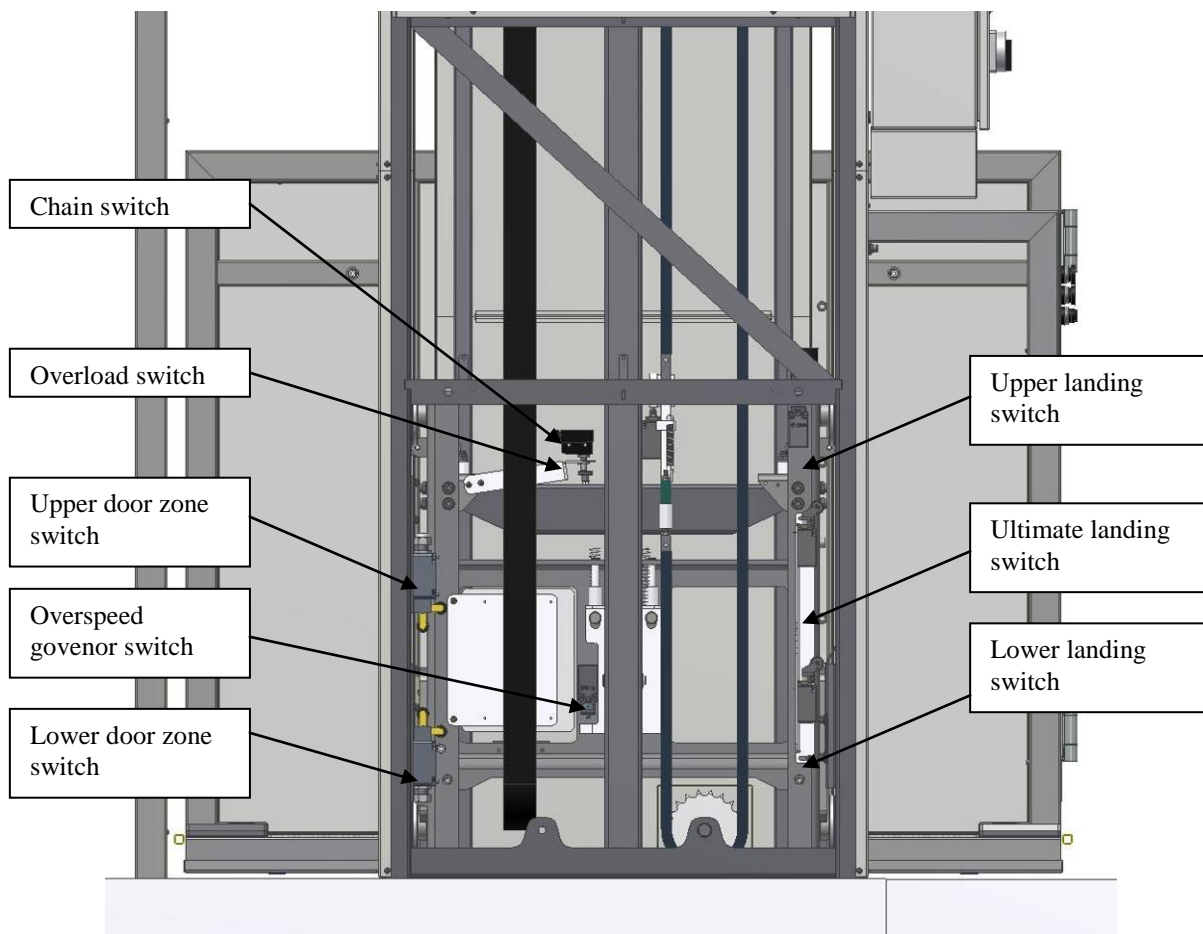 Chain switch
Overload switch
Upper door zone
switch
Overspeed
govenor switch
Lower door zone
switch
Upper landing
switch
Ultimate landing
switch
Lower landing
switch